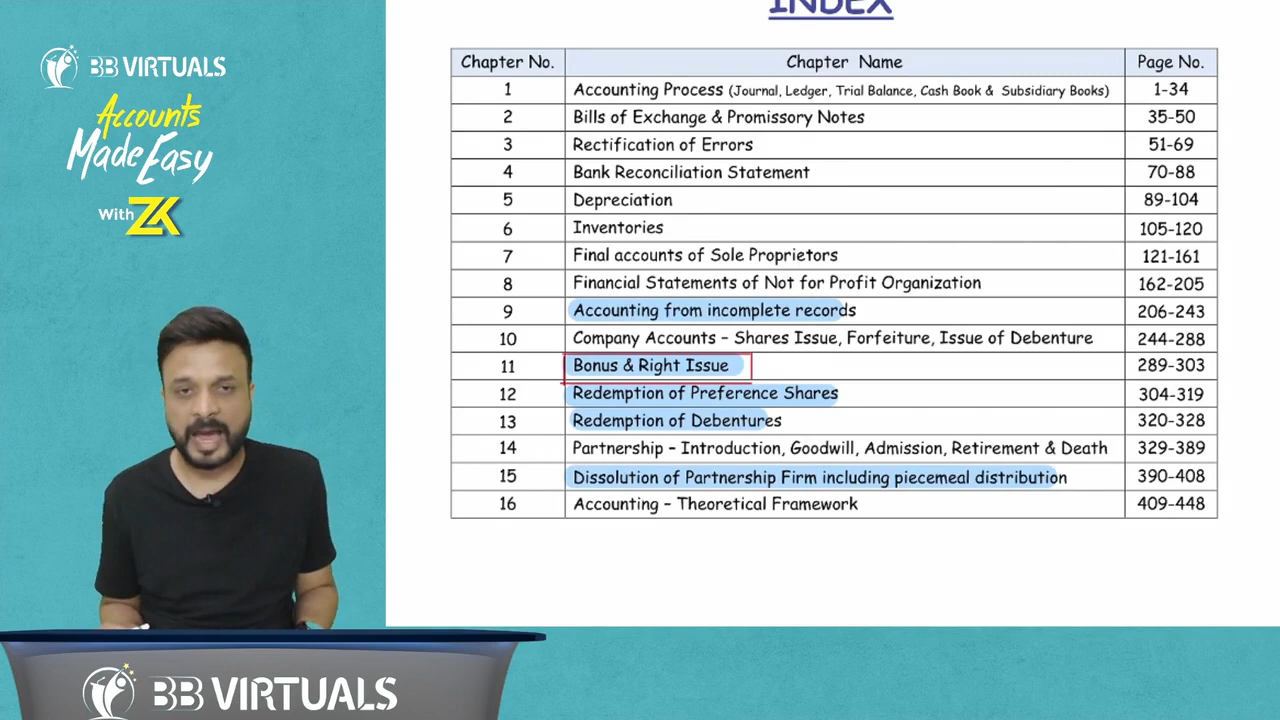 INDEX
BB VIRTUALS
Accounts
Made Easy
With ZK
Chapter No. Chapter Name Page No.
1 Accounting Process (Journal, Ledger, Trial Balance, Cash Book & Subsidiary Books) 1-34
2 Bills of Exchange & Promissory Notes 35-50
3 Rectification of Errors 51-69
4 Bank Reconciliation Statement 70-88
5 Depreciation 89-104
6 Inventories 105-120
7 Final accounts of Sole Proprietors 121-161
8 Financial Statements of Not for Profit Organization 162-205
9 Accounting from incomplete records 206-243
10 Company Accounts – Shares Issue, Forfeiture, Issue of Debenture 244-288
11 Bonus & Right Issue 289-303
12 Redemption of Preference Shares 304-319
13 Redemption of Debentures 320-328
14 Partnership – Introduction, Goodwill, Admission, Retirement & Death 329-389
15 Dissolution of Partnership Firm including piecemeal distribution 390-408
16 Accounting – Theoretical Framework 409-448
BB VIRTUALS